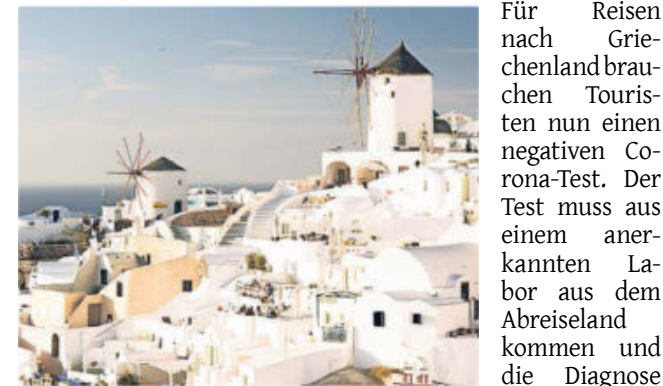 Für Reisen
nach Grie-
chenland brau-
chen Touris-
ten nun einen
negativen Co-
rona-Test. Der
Test muss aus
einem aner-
kannten La-
bor aus dem
Abreiseland
kommen und
die Diagnose